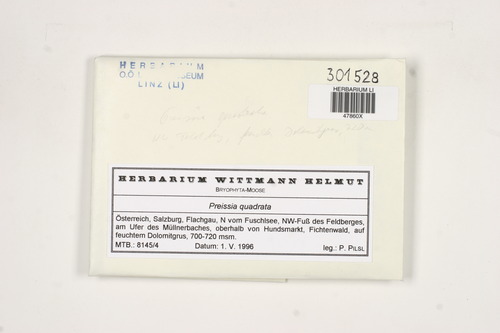 HERBARIUM
O.Ö. L MUSEUM
LINZ (LI)
301528
HERBARIUM LI
47860X
Preissia quadrata
HERBARIUM WITTMANN HELMUT
BRYOPHYTA-MOOSE
Preissia quadrata
Österreich, Salzburg, Flachgau, N vom Fuschlsee, NW-Fuß des Feldberges,
am Ufer des Müllnerbaches, oberhalb von Hundsmarkt, Fichtenwald, auf
feuchtem Dolomitgrus, 700-720 msm.
MTB.: 8145/4 Datum: 1. V. 1996 leg.: P. PILSL